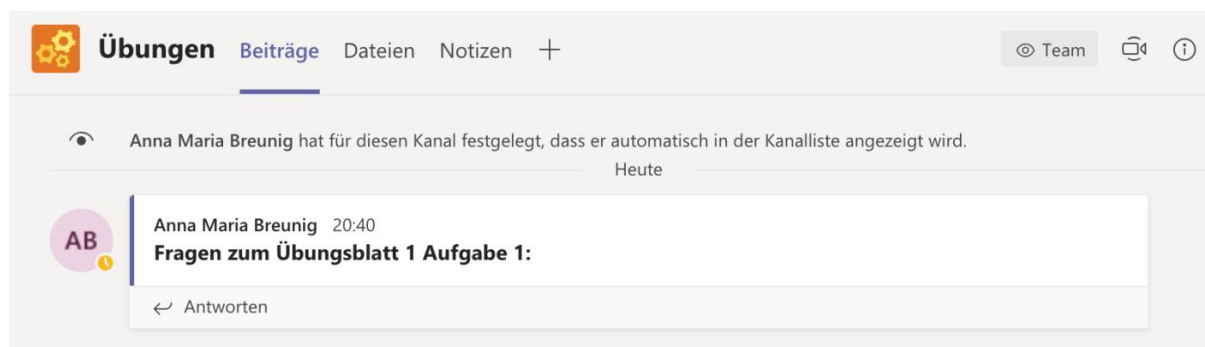 Übungen Beiträge Dateien Notizen Team
Anna Maria Breunig hat für diesen Kanal festgelegt, dass er automatisch in der Kanalliste angezeigt wird.
Heute
AB
Anna Maria Breunig 20:40
Fragen zum Übungsblatt 1 Aufgabe 1:
Antworten